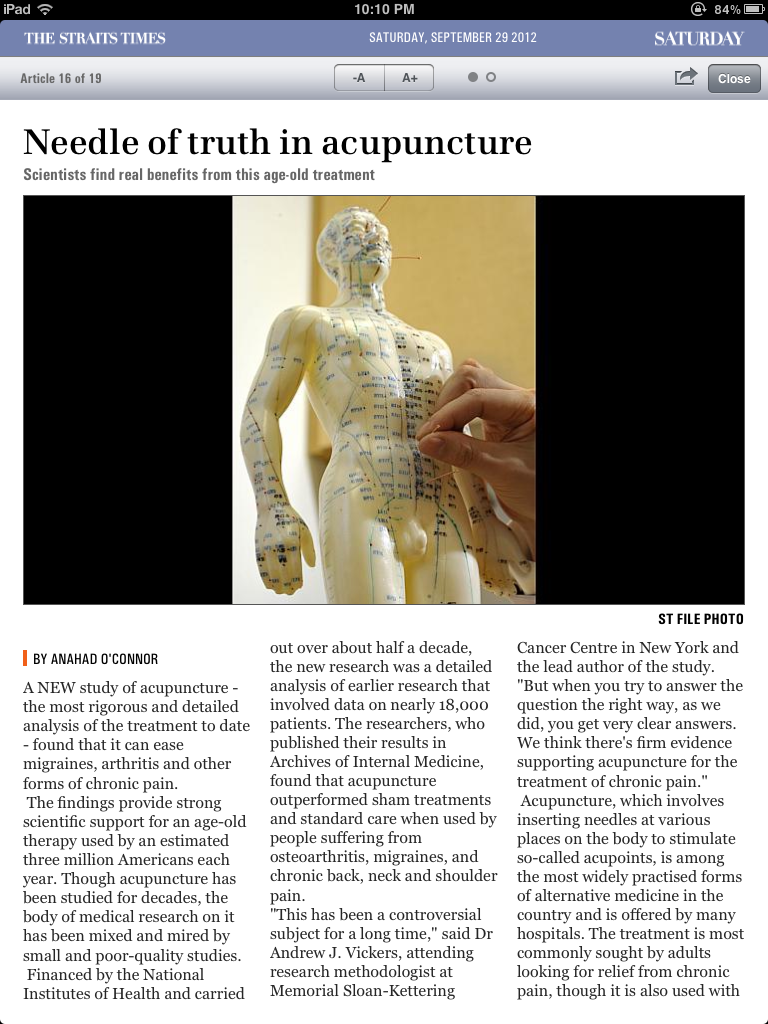 iPad
10:10 PM
84%
THE STRAITS TIMES
SATURDAY, SEPTEMBER 29 2012
SATURDAY
Article 16 of 19
-A
A+
Close
Needle of truth in acupuncture
Scientists find real benefits from this age-old treatment
ST FILE PHOTO
BY ANAHAD O'CONNOR
A NEW study of acupuncture -
the most rigorous and detailed
analysis of the treatment to date
- found that it can ease
migraines, arthritis and other
forms of chronic pain.
The findings provide strong
scientific support for an age-old
therapy used by an estimated
three million Americans each
year. Though acupuncture has
been studied for decades, the
body of medical research on it
has been mixed and mired by
small and poor-quality studies.
Financed by the National
Institutes of Health and carried
out over about half a decade,
the new research was a detailed
analysis of earlier research that
involved data on nearly 18,000
patients. The researchers, who
published their results in
Archives of Internal Medicine,
found that acupuncture
outperformed sham treatments
and standard care when used by
people suffering from
osteoarthritis, migraines, and
chronic back, neck and shoulder
pain.
"This has been a controversial
subject for a long time," said Dr
Andrew J. Vickers, attending
research methodologist at
Memorial Sloan-Kettering
Cancer Centre in New York and
the lead author of the study.
"But when you try to answer the
question the right way, as we
did, you get very clear answers.
We think there's firm evidence
supporting acupuncture for the
treatment of chronic pain."
Acupuncture, which involves
inserting needles at various
places on the body to stimulate
so-called acupoints, is among
the most widely practised forms
of alternative medicine in the
country and is offered by many
hospitals. The treatment is most
commonly sought by adults
looking for relief from chronic
pain, though it is also used with